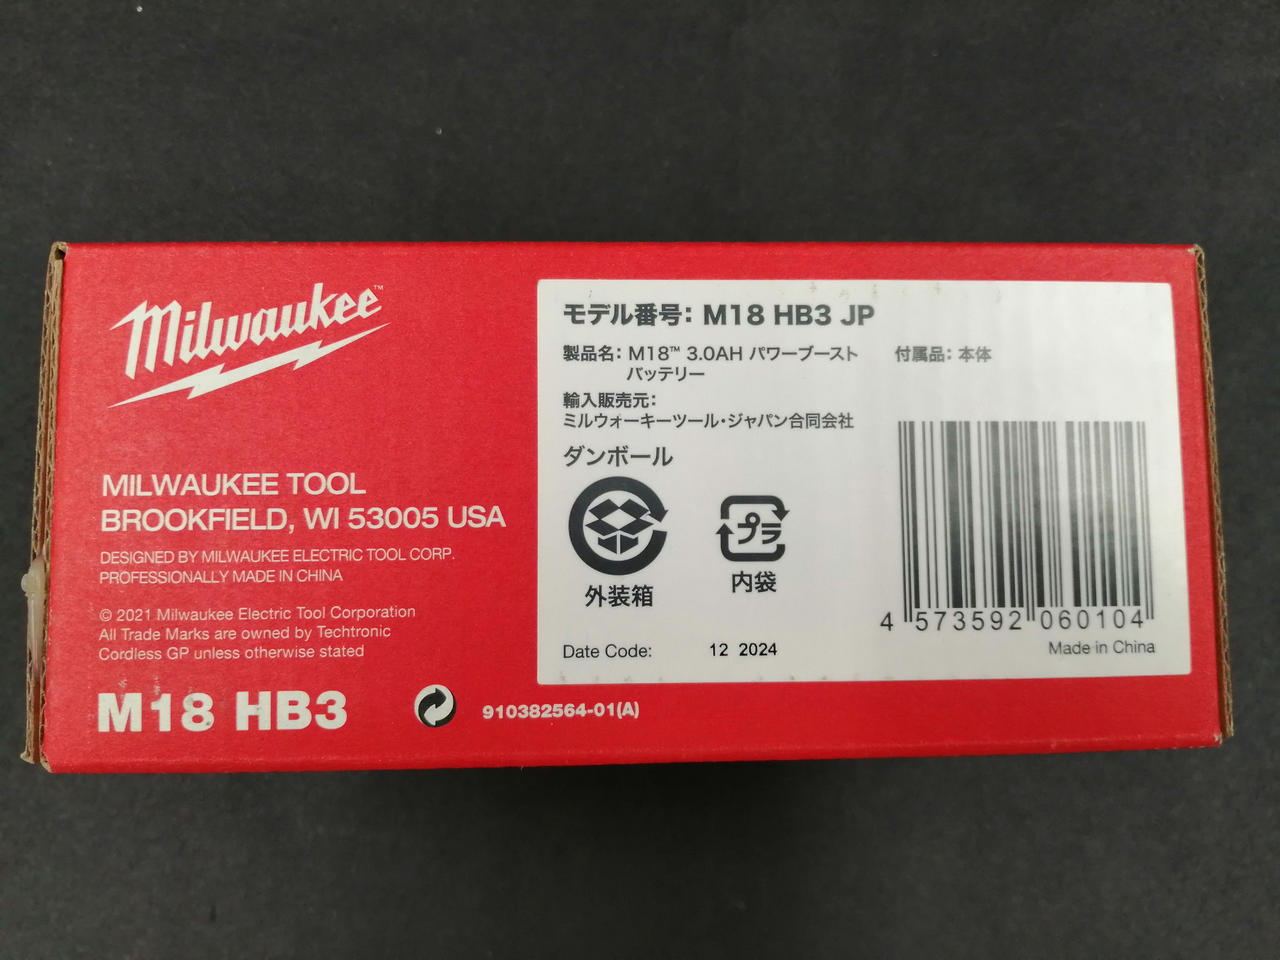 Milwaukee™
MILWAUKEE TOOL
BROOKFIELD, WI 53005 USA
DESIGNED BY MILWAUKEE ELECTRIC TOOL CORP.
PROFESSIONALLY MADE IN CHINA
© 2021 Milwaukee Electric Tool Corporation
All Trade Marks are owned by Techtronic
Cordless GP unless otherwise stated
M18 HB3
910382564-01(A)
モデル番号: M18 HB3 JP
製品名: M18™ 3.0AH パワーブースト
バッテリー
付属品: 本体
輸入販売元:
ミルウォーキーツール・ジャパン合同会社
ダンボール
外装箱
プラ
内袋
Date Code: 12 2024
4 573592 060104
Made in China